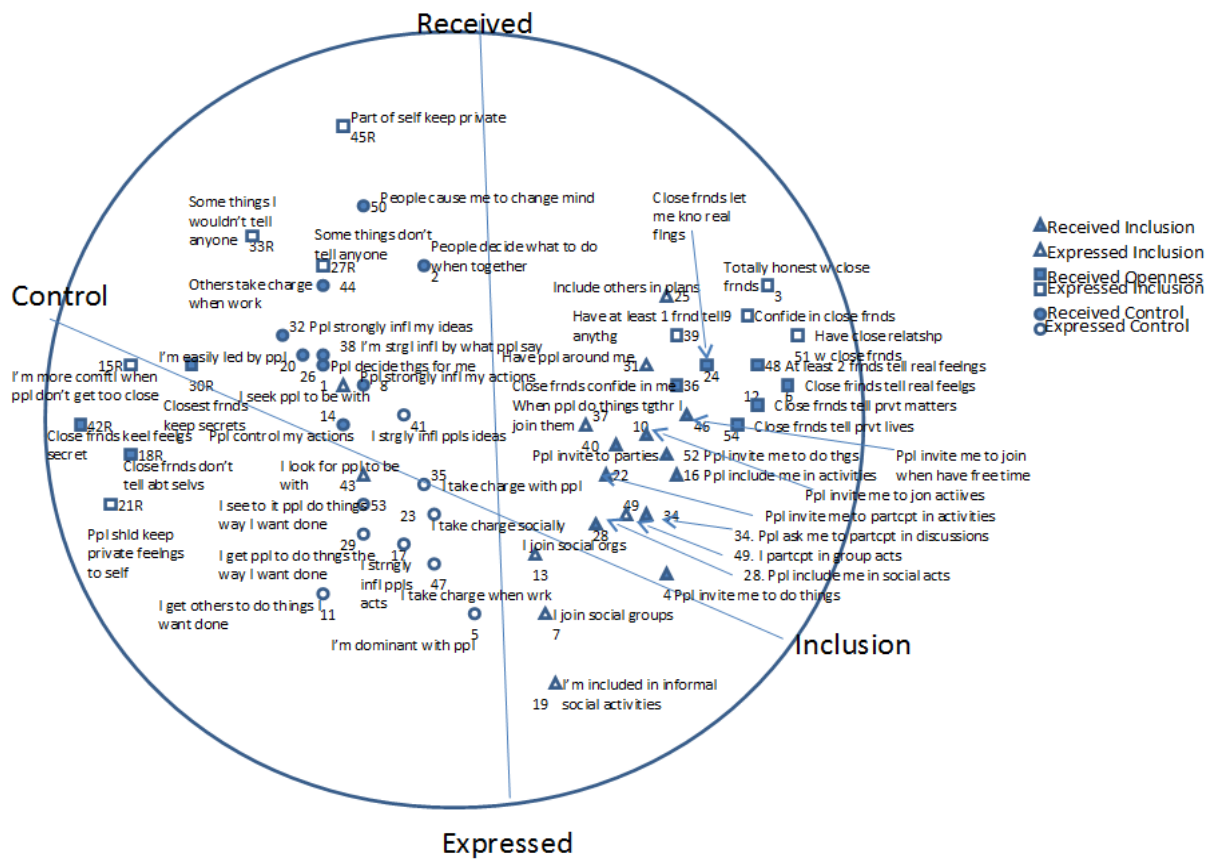 Received
Part of self keep private
45R
Some things I
wouldn't tell
anyone
33R
50
People cause me to change mind
Some things don't
tell anyone
27R
People decide what to do
when together
2
Close frnds let
me kno real
flngs
Totally honest w close
frnds
3
Include others in plans
25
Received Inclusion
Expressed Inclusion
Received Openness
Expressed Inclusion
Received Control
Expressed Control
Control
Others take charge
when work
44
Have at least 1 frnd tell9
anythg
39
Confide in close frnds
Have close relatshp
51 w close frnds
32 Ppl strongly infl my ideas
38 I'm strgl infl by what ppl say
15R
I'm easily led by ppl
20
26
Ppl decide thgs for me
Have ppl around me
31
24
48 At least 2 frnds tell real feelings
I'm more comftl when
ppl don't get too close
30R
1
Ppl strongly infl my actions
8
I seek ppl to be with
Close frnds confide in me
36
12
6
Close frinds tell real feelgs
Close frnds tell prvt matters
Closest frnds
keep secrets
14
41
When ppl do things tgthr I
join them
37
10
46
54
Close frnds tell prvt lives
42R
Close frnds keel feelgs
secret
Ppl control my actions
I strgly infl ppls ideas
40
18R
Close frnds don't
tell abt selvs
Ppl invite to parties
52 Ppl invite me to do thgs
Ppl invite me to join
when have free time
I look for ppl to be
with
43
35
I take charge with ppl
22
16 Ppl include me in activities
Ppl invite me to jon actiives
21R
I see to it ppl do things
way I want done
53
23
I take charge socially
49
34
Ppl invite me to partcpt in activities
Ppl shld keep
private feelngs
to self
29
17
28
34. Ppl ask me to partcpt in discussions
I get ppl to do thngs the
way I want done
I strngly
infl ppls
acts
47
I join social orgs
13
49. I partcpt in group acts
28. Ppl include me in social acts
I take charge when wrk
4 Ppl invite me to do things
I get others to do things I
want done
11
5
I join social groups
7
I'm dominant with ppl
Inclusion
I'm included in informal
social activities
19
Expressed